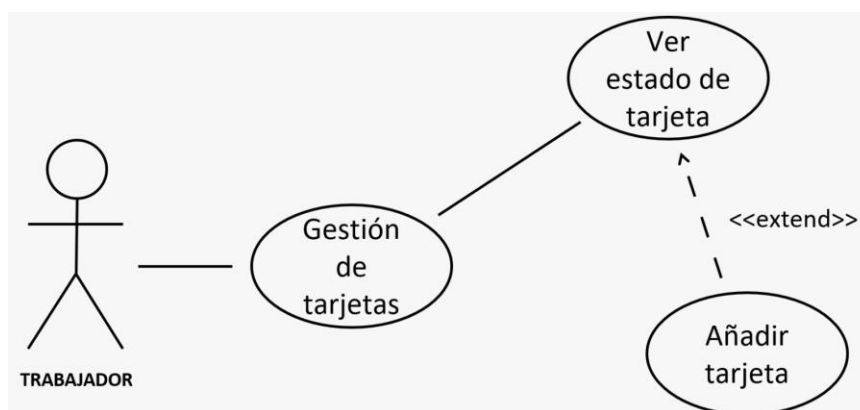 Ver
estado de
tarjeta
Gestión
de
tarjetas
<<extend>>
Añadir
tarjeta
TRABAJADOR